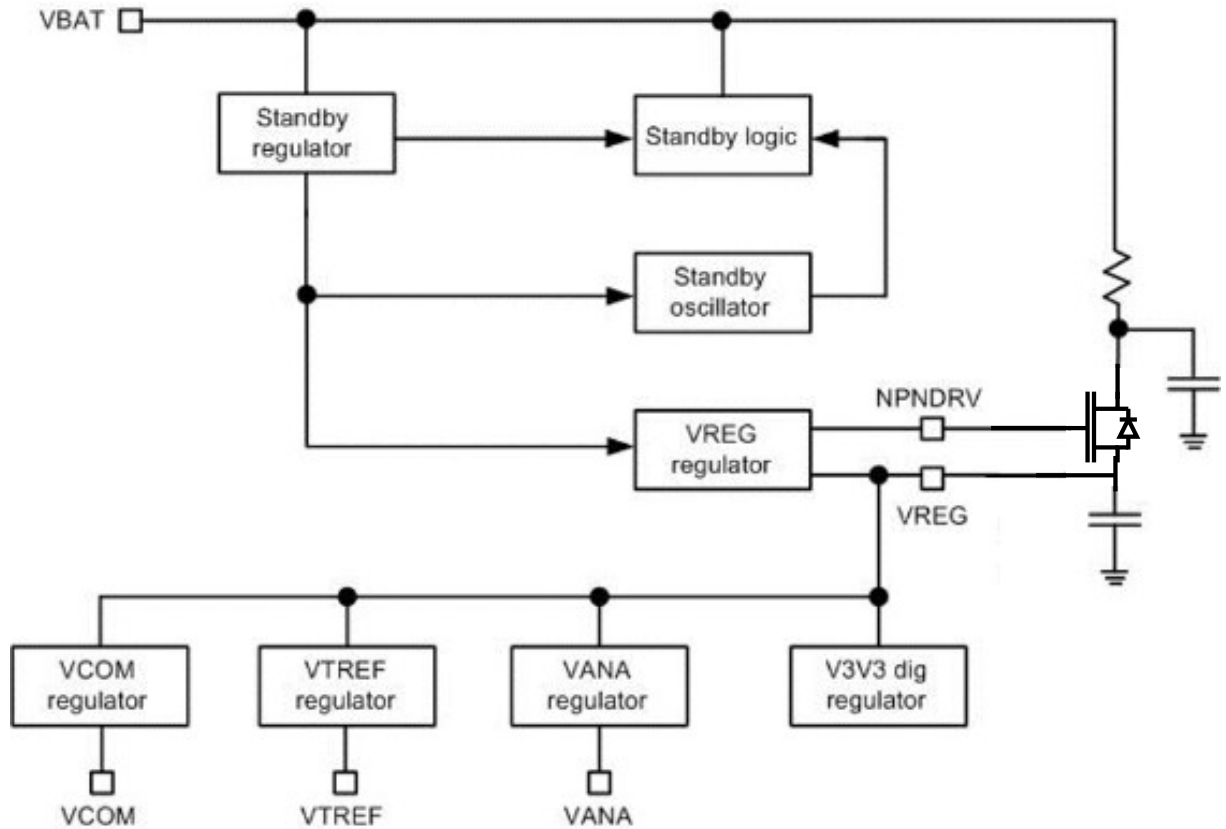 VBAT
Standby
regulator
Standby logic
Standby
oscillator
NPNDRV
VREG
regulator
VREG
VCOM
regulator
VTREF
regulator
VANA
regulator
V3V3 dig
regulator
VCOM
VTREF
VANA